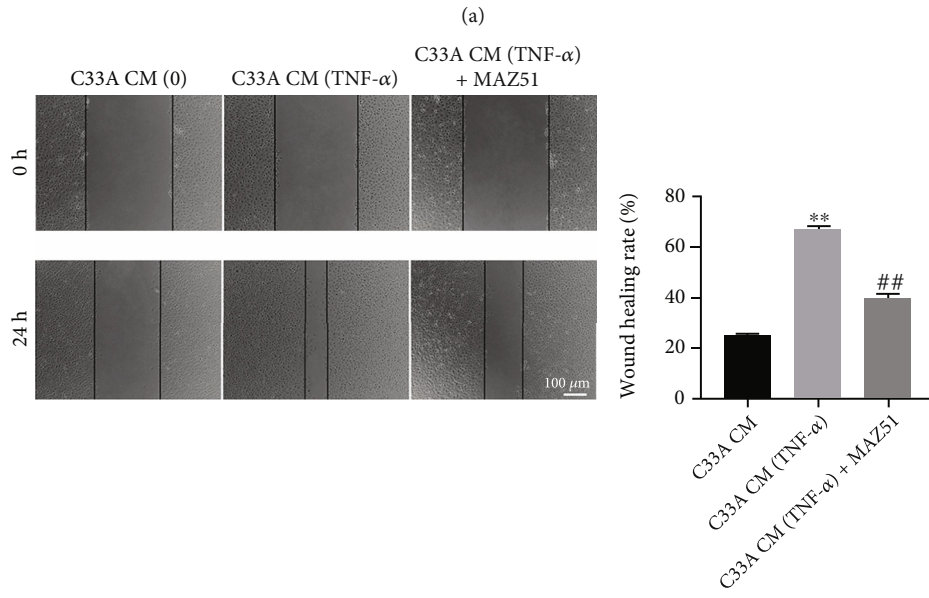 (a)
C33A CM (0)
C33A CM (TNF-α)
C33A CM (TNF-α)
+ MAZ51
0 h
24 h
100 μm
Wound healing rate (%)
80
60
40
20
0
**
##
C33A CM
C33A CM (TNF-α)
C33A CM (TNF-α) + MAZ51